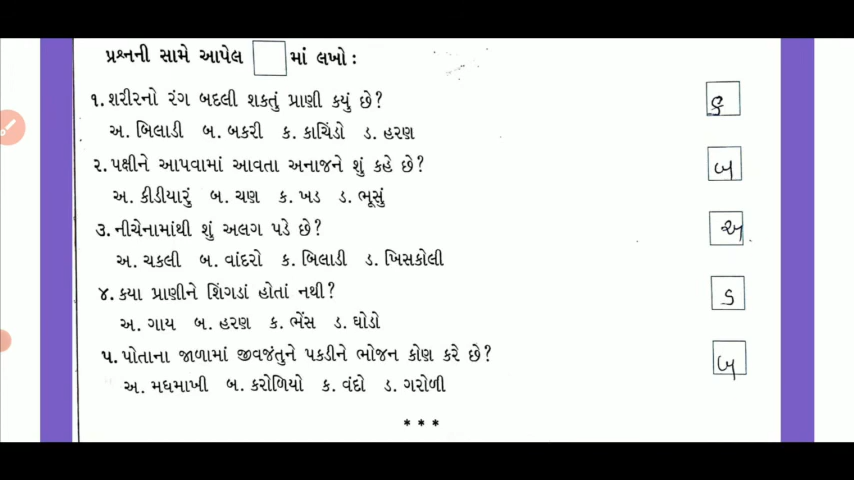 પ્રશ્નની સામે આપેલ માં લખો :
૧. શરીરનો રંગ બદલી શકતું પ્રાણી કયું છે? ક
અ. બિલાડી બ. બકરી ક. કાચિંડો ડ. હરણ
૨. પક્ષીને આપવામાં આવતા અનાજને શું કહે છે? બ
અ. કીડીયારું બ. ચણ ક. ખડ ડ. ભૂસું
૩. નીચેનામાંથી શું અલગ પડે છે? અ
અ. ચકલી બ. વાંદરો ક. બિલાડી ડ. ખિસકોલી
૪. કયા પ્રાણીને શિંગડાં હોતાં નથી? ડ
અ. ગાય બ. હરણ ક. ભેંસ ડ. ઘોડો
૫. પોતાના જાળામાં જીવજંતુને પકડીને ભોજન કોણ કરે છે? બ
અ. મધમાખી બ. કરોળિયો ક. વંદો ડ. ગરોળી
* * *